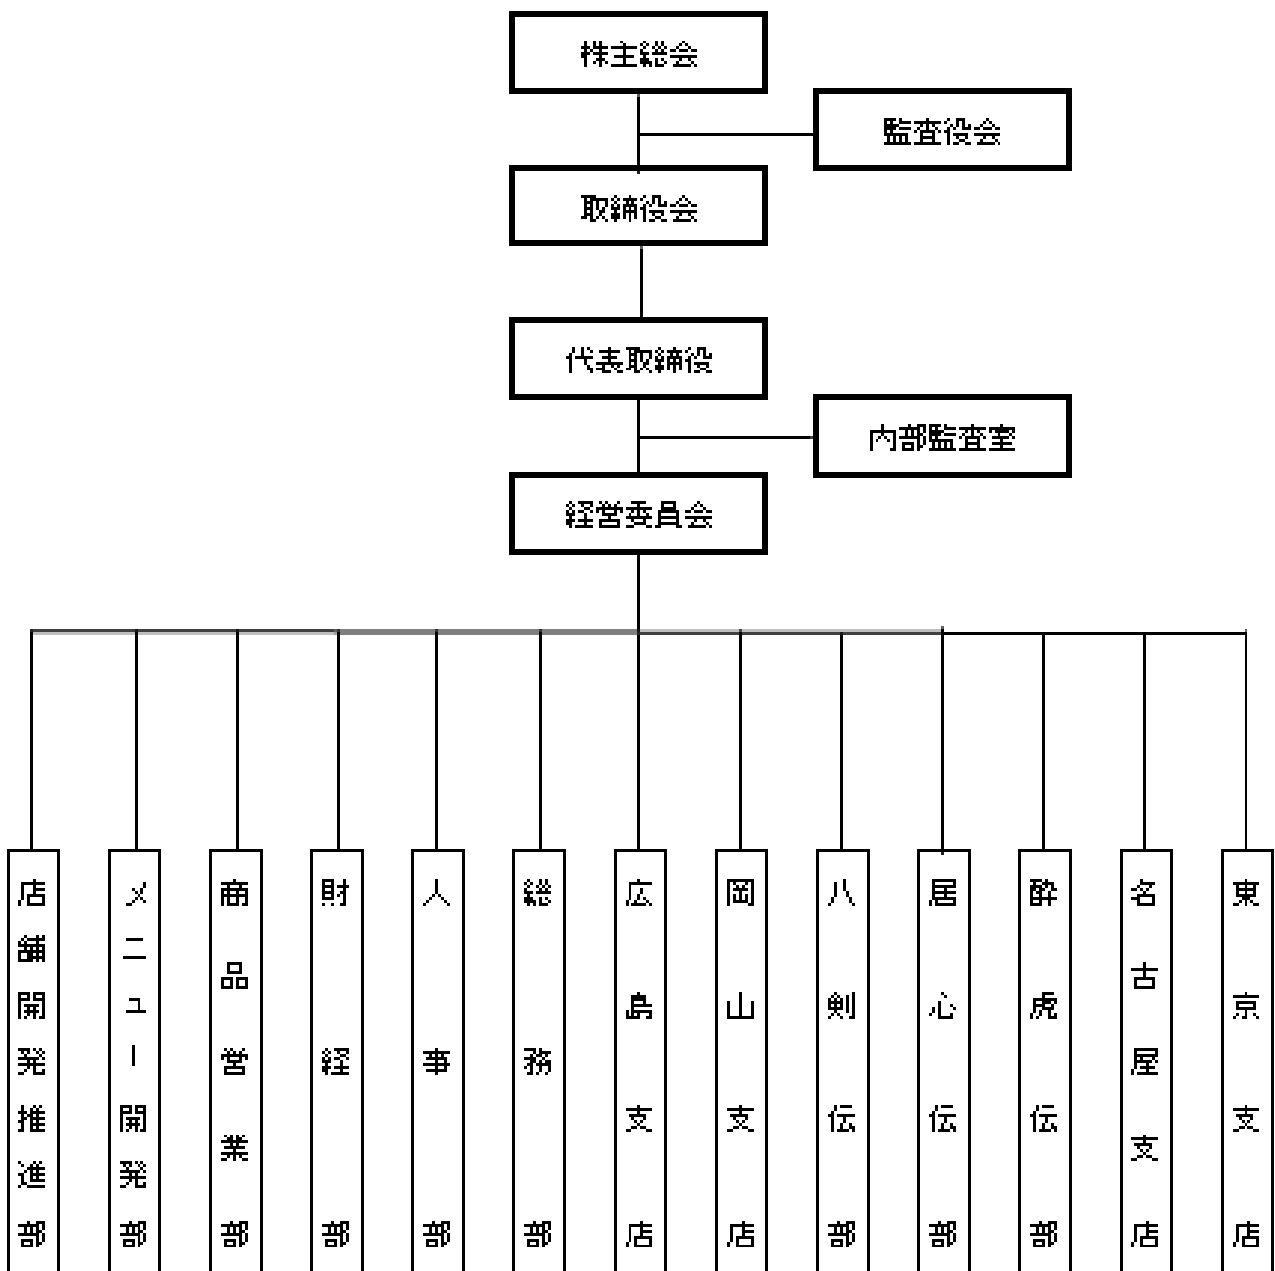 株主総会
監査役会
取締役会
代表取締役
内部監査室
経営委員会
店舗開発推進部
メニュー開発部
商品営業部
財経部
人事部
総務部
広島支店
岡山支店
八剣伝部
居心伝部
酔虎伝部
名古屋支店
東京支店